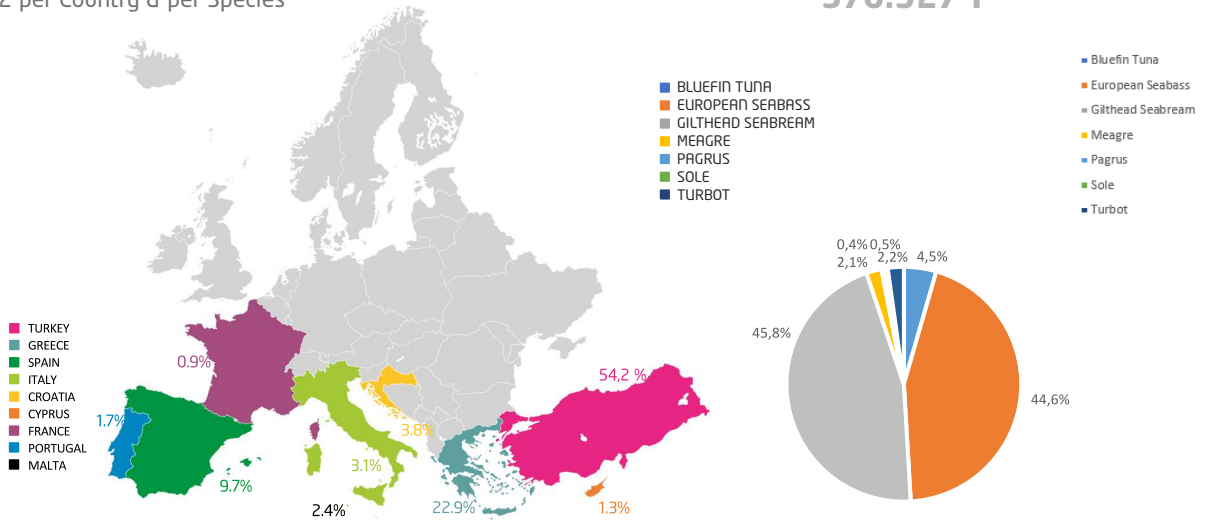 per Country & per Species
BLUEFIN TUNA
EUROPEAN SEABASS
GILTHEAD SEABREAM
MEAGRE
PAGRUS
SOLE
TURBOT
Bluefin Tuna
European Seabass
Gilthead Seabream
Meagre
Pagrus
Sole
Turbot
0,4% 0,5%
2,1% 2,2% 4,5%
45,8%
44,6%
TURKEY
GREECE
SPAIN
ITALY
CROATIA
CYPRUS
FRANCE
PORTUGAL
MALTA
0.9%
54,2 %
1.7%
3.8%
3.1%
9.7%
2.4%
22.9%
1.3%